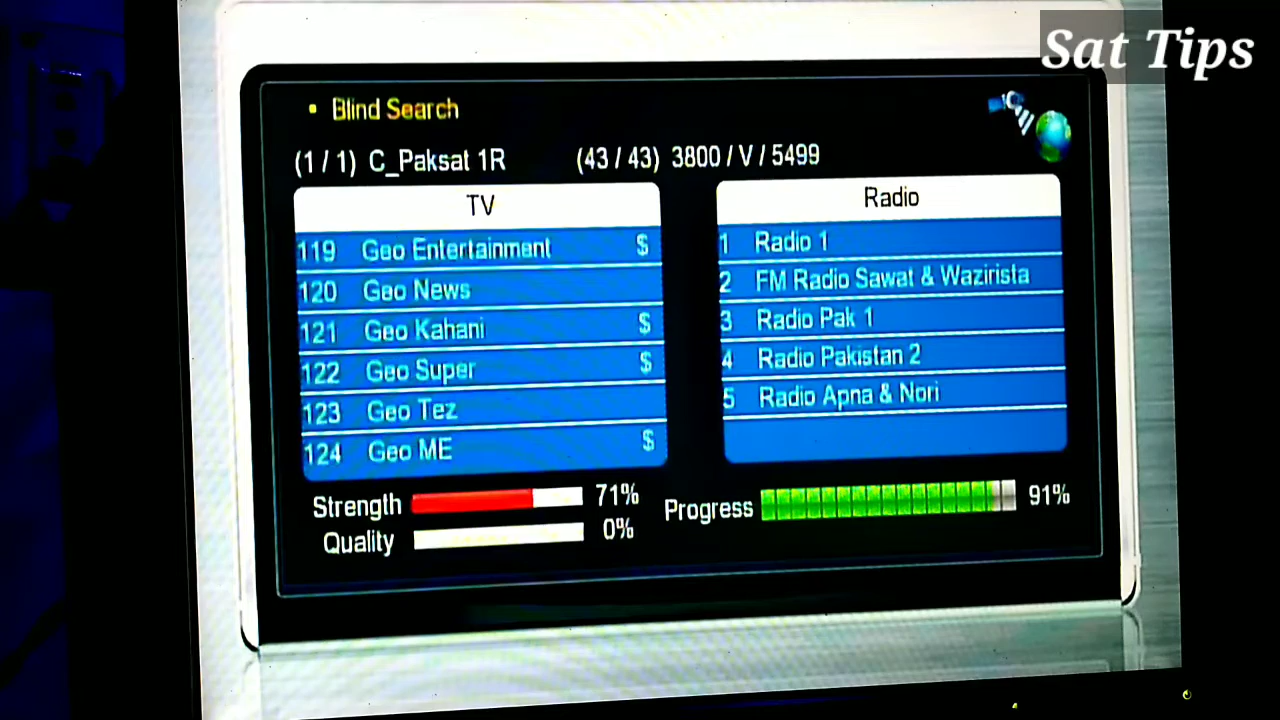 Sat Tips
Blind Search
(1 / 1) C_Paksat 1R (43 / 43) 3800 / V / 5499
TV
119 Geo Entertainment $
120 Geo News
121 Geo Kahani $
122 Geo Super $
123 Geo Tez
124 Geo ME $
Radio
1 Radio 1
2 FM Radio Sawat & Wazirista
3 Radio Pak 1
4 Radio Pakistan 2
5 Radio Apna & Nori
Strength 71%
Quality 0%
Progress 91%